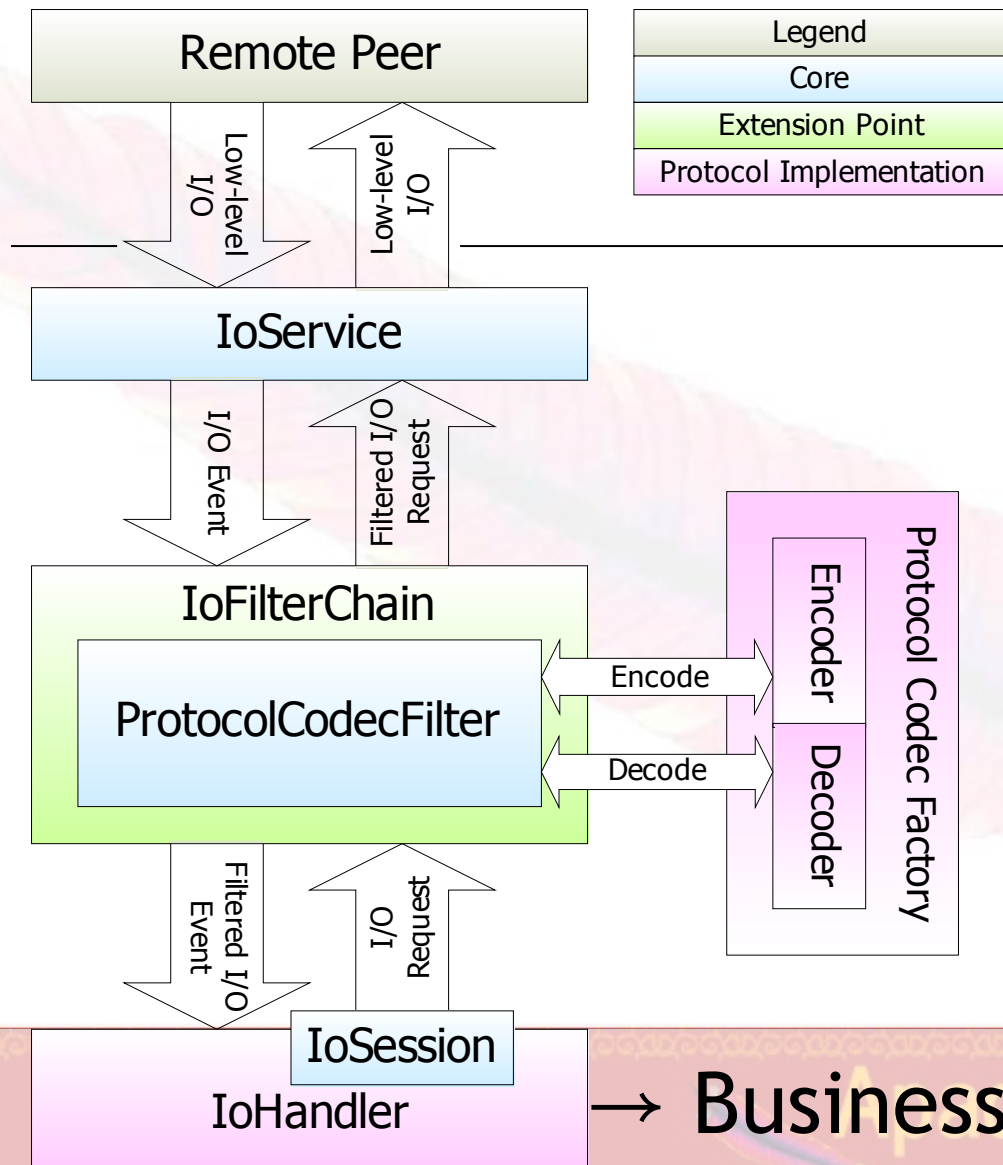 Remote Peer
Legend
Core
Extension Point
Protocol Implementation
Low-level
I/O
Low-level
I/O
IoService
I/O Event
Filtered I/O
Request
IoFilterChain
ProtocolCodecFilter
Encode
Decode
Encoder
Decoder
Protocol Codec Factory
Filtered I/O
Event
I/O
Request
IoSession
IoHandler
→ Business